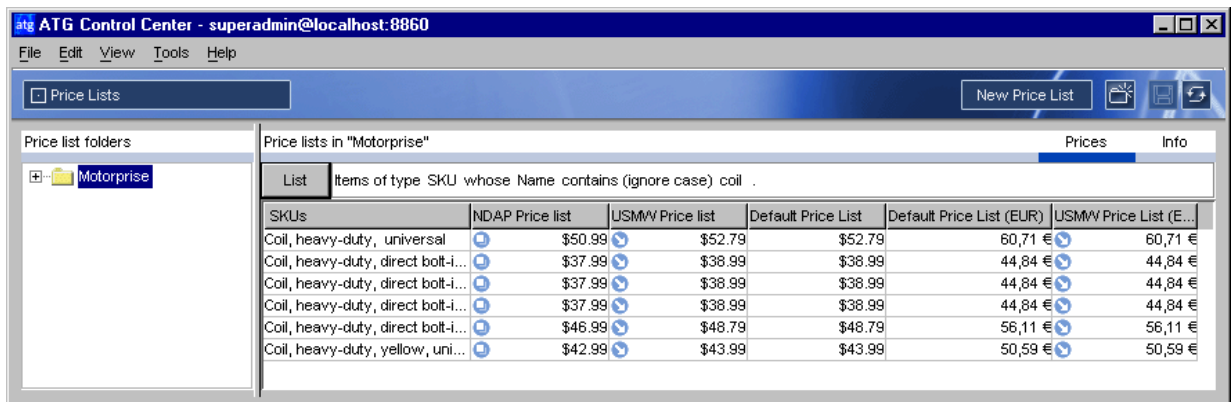 atg ATG Control Center - superadmin@localhost:8860
File Edit View Tools Help
Price Lists New Price List
Price list folders Price lists in "Motorprise" Prices Info
Motorprise List Items of type SKU whose Name contains (ignore case) coil .
SKUs NDAP Price list USMW Price list Default Price List Default Price List (EUR) USMW Price List (E...
Coil, heavy-duty, universal $50.99 $52.79 $52.79 60,71 € 60,71 €
Coil, heavy-duty, direct bolt-i... $37.99 $38.99 $38.99 44,84 € 44,84 €
Coil, heavy-duty, direct bolt-i... $37.99 $38.99 $38.99 44,84 € 44,84 €
Coil, heavy-duty, direct bolt-i... $37.99 $38.99 $38.99 44,84 € 44,84 €
Coil, heavy-duty, direct bolt-i... $46.99 $48.79 $48.79 56,11 € 56,11 €
Coil, heavy-duty, yellow, uni... $42.99 $43.99 $43.99 50,59 € 50,59 €